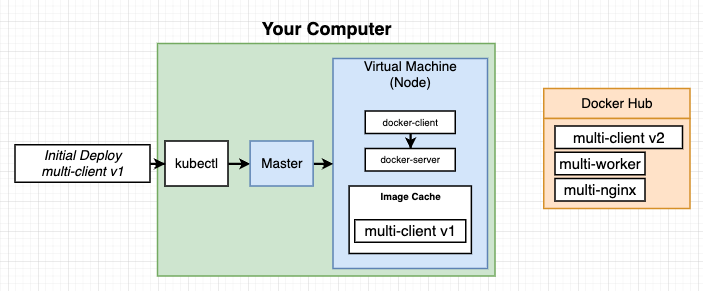 Your Computer
Virtual Machine
(Node)
docker-client
docker-server
Image Cache
multi-client v1
Initial Deploy
multi-client v1
kubectl
Master
Docker Hub
multi-client v2
multi-worker
multi-nginx